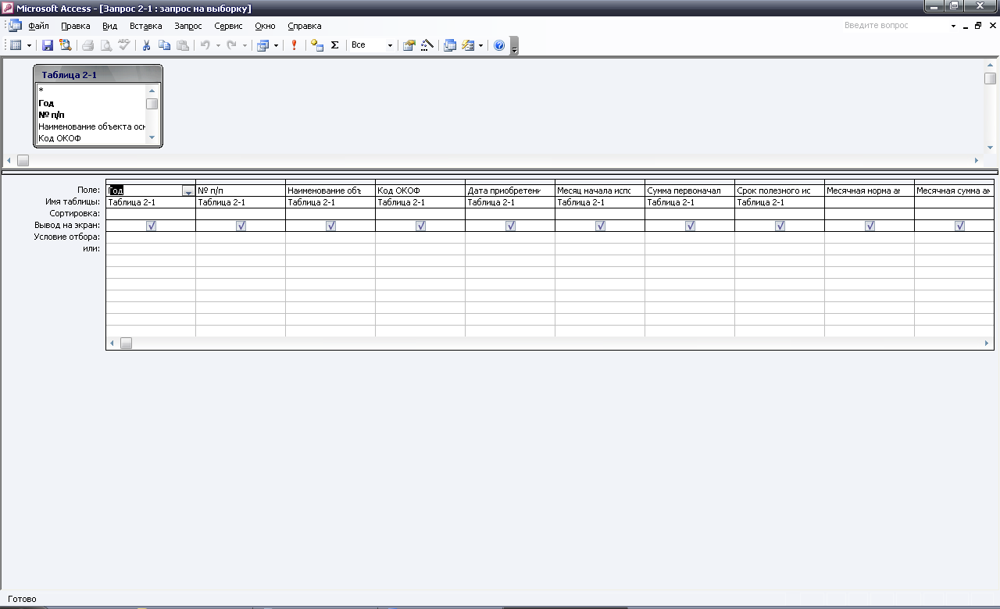 Microsoft Access - [Запрос 2-1 : запрос на выборку]
Файл Правка Вид Вставка Запрос Сервис Окно Справка Введите вопрос
ABC Σ Все
Таблица 2-1
*
Год
№ п/п
Наименование объекта осн
Код ОКОФ
Поле: Год № п/п Наименование объ Код ОКОФ Дата приобретени Месяц начала испо Сумма первоначал Срок полезного ис Месячная норма ам Месячная сумма ам
Имя таблицы: Таблица 2-1 Таблица 2-1 Таблица 2-1 Таблица 2-1 Таблица 2-1 Таблица 2-1 Таблица 2-1 Таблица 2-1
Сортировка:
Вывод на экран:
Условие отбора:
или:
Готово